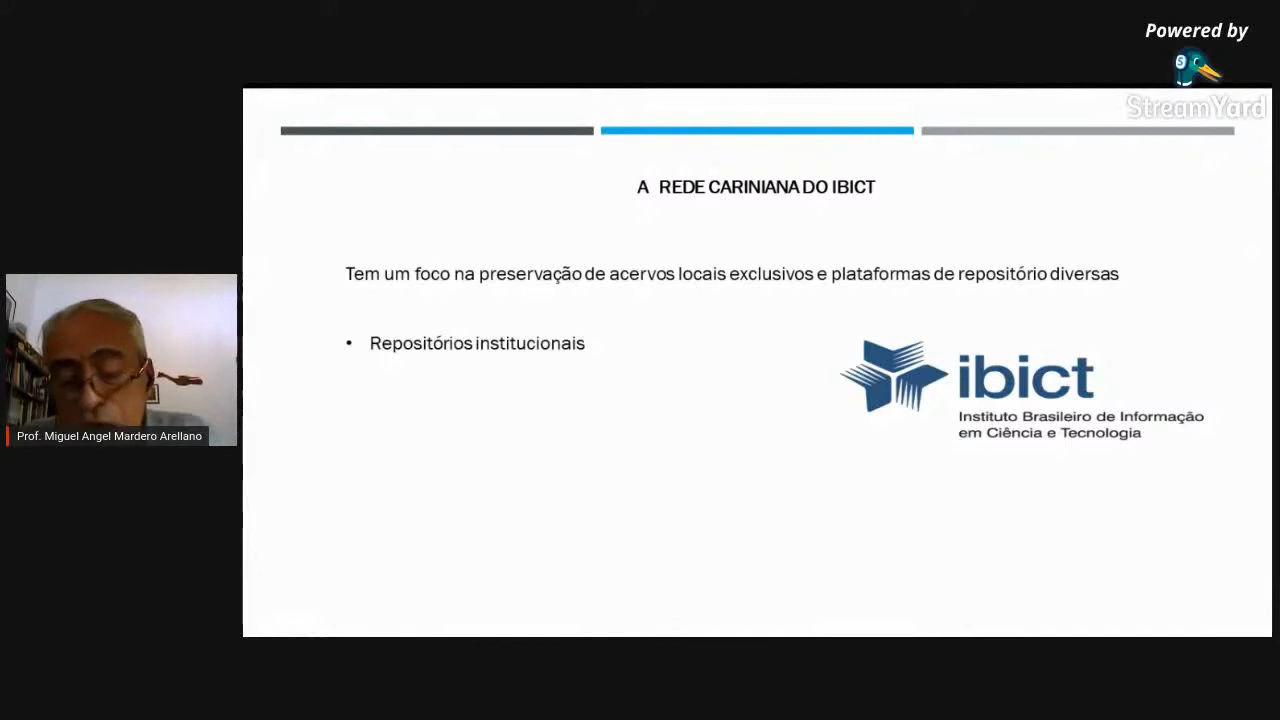 Powered by
StreamYard
A REDE CARINIANA DO IBICT
Tem um foco na preservação de acervos locais exclusivos e plataformas de repositório diversas
• Repositórios institucionais
ibict
Instituto Brasileiro de Informação
em Ciência e Tecnologia
Prof. Miguel Angel Mardero Arellano